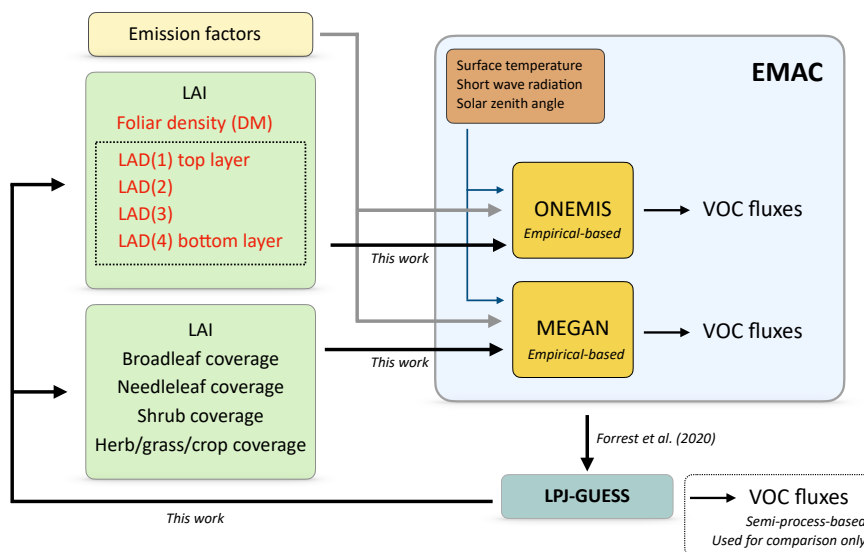 Emission factors
LAI
Foliar density (DM)
LAD(1) top layer
LAD(2)
LAD(3)
LAD(4) bottom layer
LAI
Broadleaf coverage
Needleleaf coverage
Shrub coverage
Herb/grass/crop coverage
This work
This work
EMAC
Surface temperature
Short wave radiation
Solar zenith angle
ONEMIS
Empirical-based
VOC fluxes
MEGAN
Empirical-based
VOC fluxes
Forrest et al. (2020)
LPJ-GUESS
VOC fluxes
Semi-process-based
Used for comparison only
This work